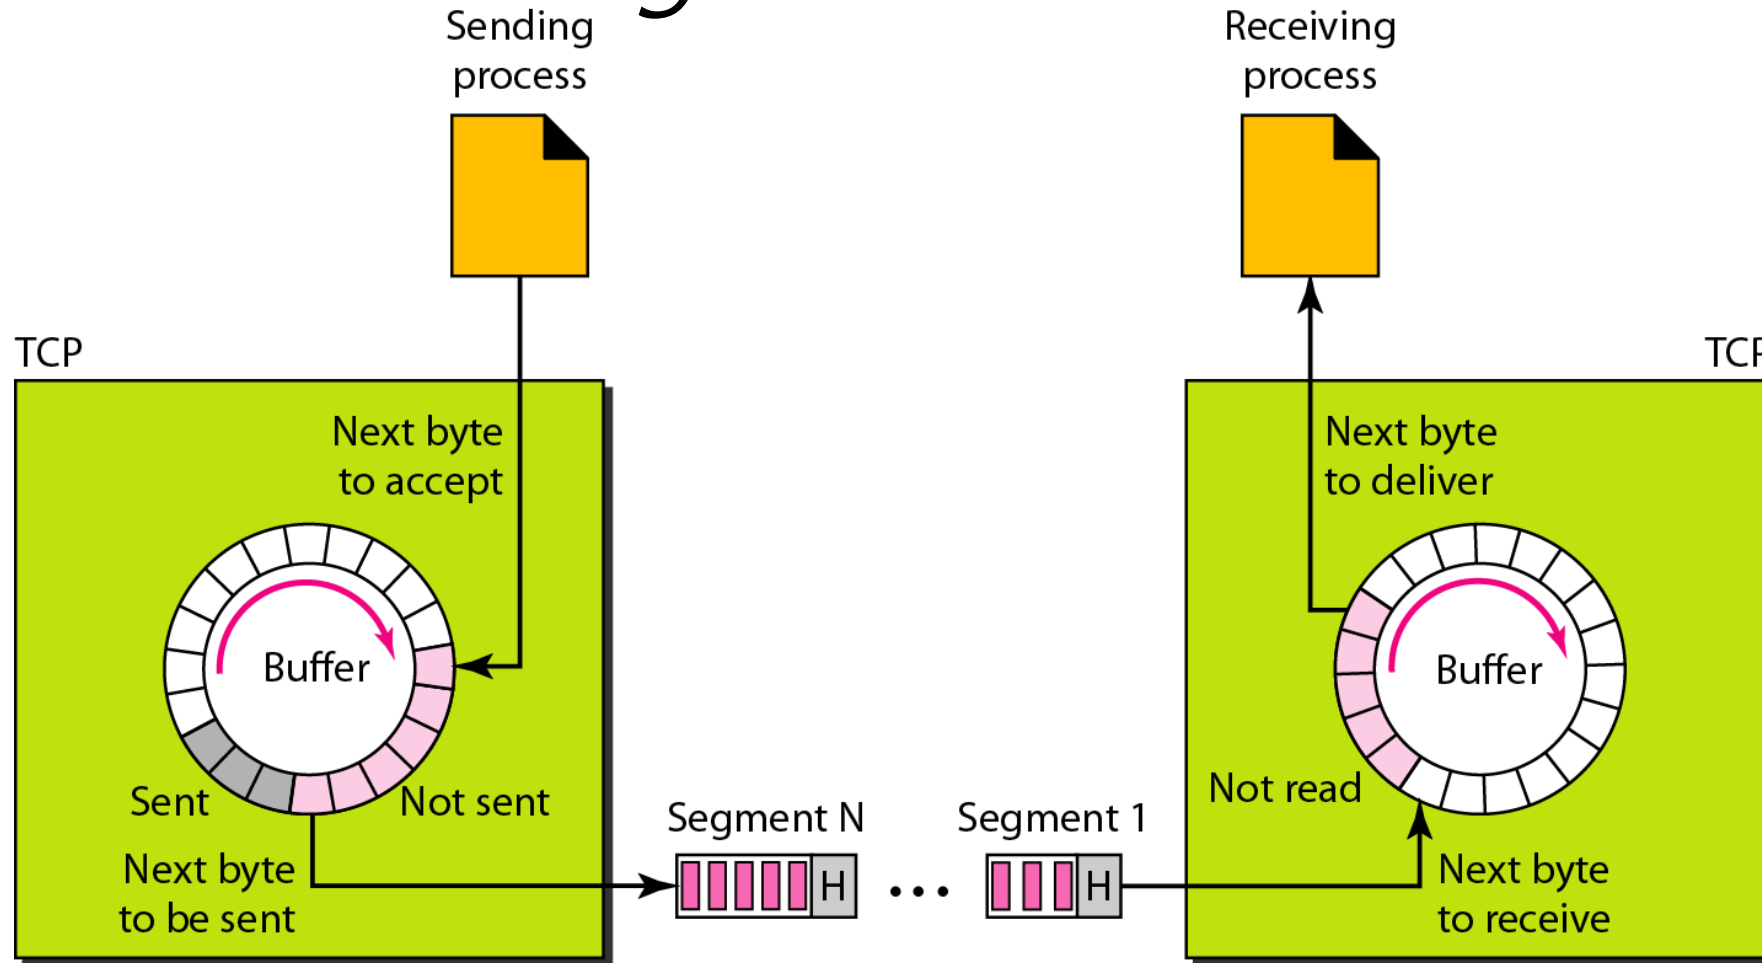 Sending
process
Receiving
process
TCP
TCP
Next byte
to accept
Next byte
to deliver
Buffer
Buffer
Sent
Not sent
Not read
Segment N
Segment 1
Next byte
to be sent
H
...
H
Next byte
to receive